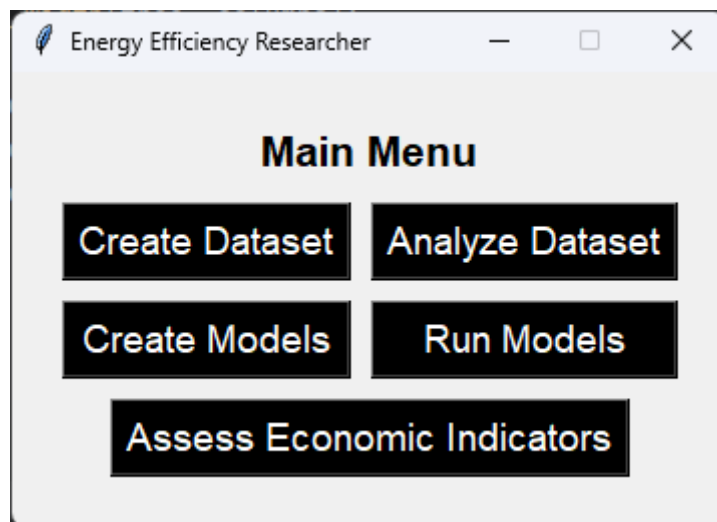 Energy Efficiency Researcher
Main Menu
Create Dataset
Analyze Dataset
Create Models
Run Models
Assess Economic Indicators